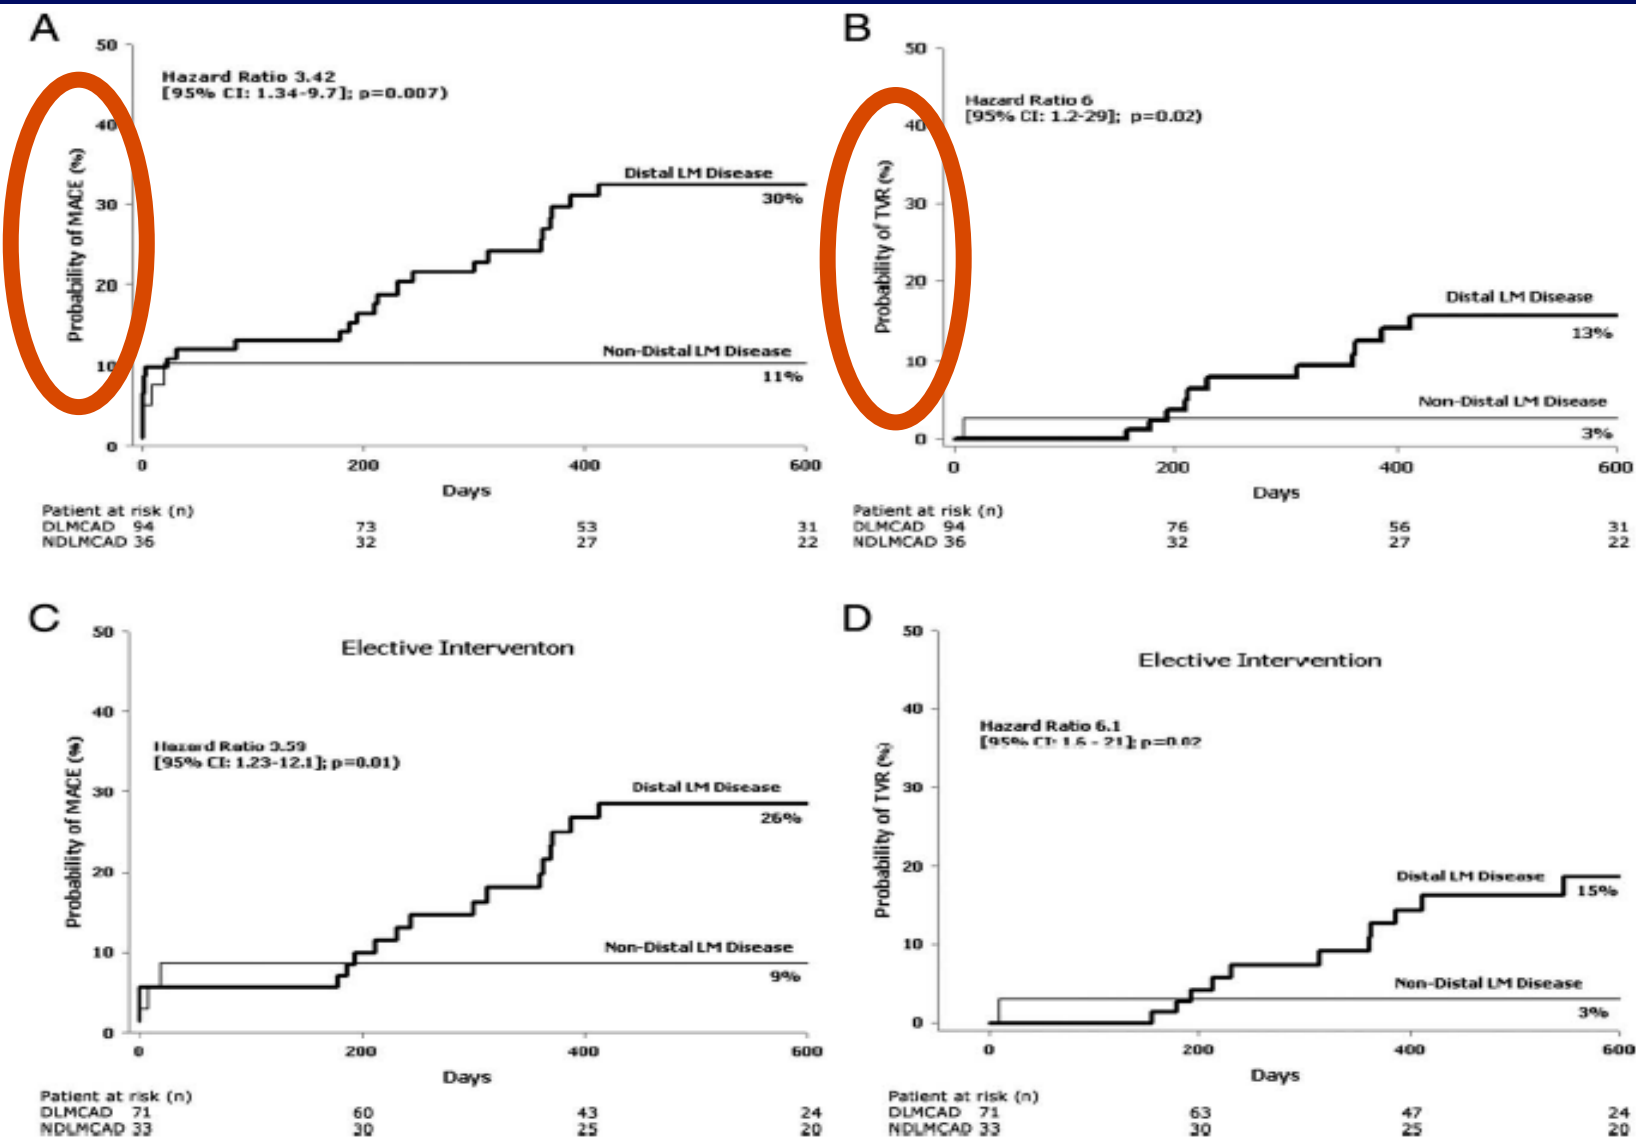 A
50
Hazard Ratio 3.42
[95% CI: 1.34-9.7]; p=0.007)
40
Probability of MACE (%)
Distal LM Disease
30%
30
20
Non-Distal LM Disease
11%
10
0
0 200 400 600
Days
Patient at risk (n)
DLMCAD 94 73 53 31
NDLMCAD 36 32 27 22
B
50
Hazard Ratio 6
[95% CI: 1.2-29]; p=0.02)
40
Probability of TVR (%)
30
20
Distal LM Disease
13%
10
Non-Distal LM Disease
3%
0
0 200 400 600
Days
Patient at risk (n)
DLMCAD 94 76 56 31
NDLMCAD 36 32 27 22
C
50
Elective Interventon
40
Hazard Ratio 3.59
[95% CI: 1.23-12.1]; p=0.01)
Probability of MACE (%)
30
Distal LM Disease
26%
20
10
Non-Distal LM Disease
9%
0
0 200 400 600
Days
Patient at risk (n)
DLMCAD 71 60 43 24
NDLMCAD 33 30 25 20
D
50
Elective Intervention
40
Hazard Ratio 6.1
[95% CI: 1.6 - 21]; p=0.02
Probability of TVR (%)
30
20
Distal LM Disease
15%
10
Non-Distal LM Disease
3%
0
0 200 400 600
Days
Patient at risk (n)
DLMCAD 71 63 47 24
NDLMCAD 33 30 25 20